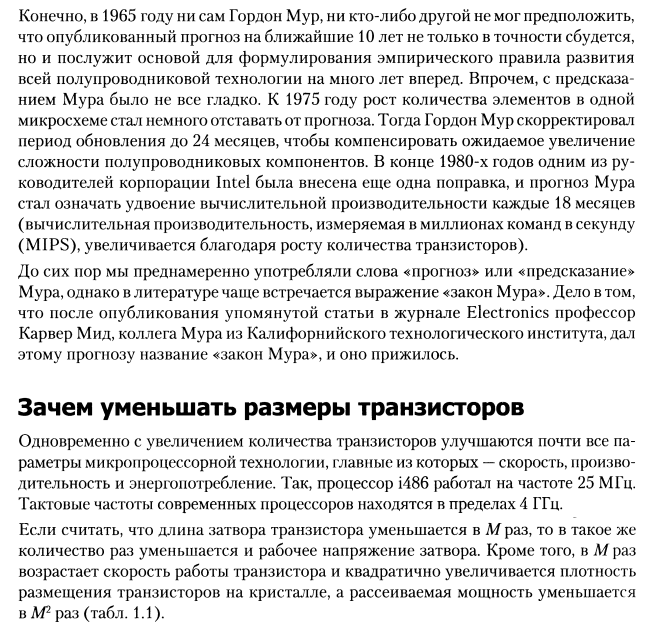 Конечно, в 1965 году ни сам Гордон Мур, ни кто-либо другой не мог предположить,
что опубликованный прогноз на ближайшие 10 лет не только в точности сбудется,
но и послужит основой для формулирования эмпирического правила развития
всей полупроводниковой технологии на много лет вперед. Впрочем, с предсказа-
нием Мура было не все гладко. К 1975 году рост количества элементов в одной
микросхеме стал немного отставать от прогноза. Тогда Гордон Мур скорректировал
период обновления до 24 месяцев, чтобы компенсировать ожидаемое увеличение
сложности полупроводниковых компонентов. В конце 1980-х годов одним из ру-
ководителей корпорации Intel была внесена еще одна поправка, и прогноз Мура
стал означать удвоение вычислительной производительности каждые 18 месяцев
(вычислительная производительность, измеряемая в миллионах команд в секунду
(MIPS), увеличивается благодаря росту количества транзисторов).
До сих пор мы преднамеренно употребляли слова «прогноз» или «предсказание»
Мура, однако в литературе чаще встречается выражение «закон Мура». Дело в том,
что после опубликования упомянутой статьи в журнале Electronics профессор
Карвер Мид, коллега Мура из Калифорнийского технологического института, дал
этому прогнозу название «закон Мура», и оно прижилось.
Зачем уменьшать размеры транзисторов
Одновременно с увеличением количества транзисторов улучшаются почти все па-
раметры микропроцессорной технологии, главные из которых — скорость, произво-
дительность и энергопотребление. Так, процессор i486 работал на частоте 25 МГц.
Тактовые частоты современных процессоров находятся в пределах 4 ГГц.
Если считать, что длина затвора транзистора уменьшается в M раз, то в такое же
количество раз уменьшается и рабочее напряжение затвора. Кроме того, в M раз
возрастает скорость работы транзистора и квадратично увеличивается плотность
размещения транзисторов на кристалле, а рассеиваемая мощность уменьшается
в M² раз (табл. 1.1).